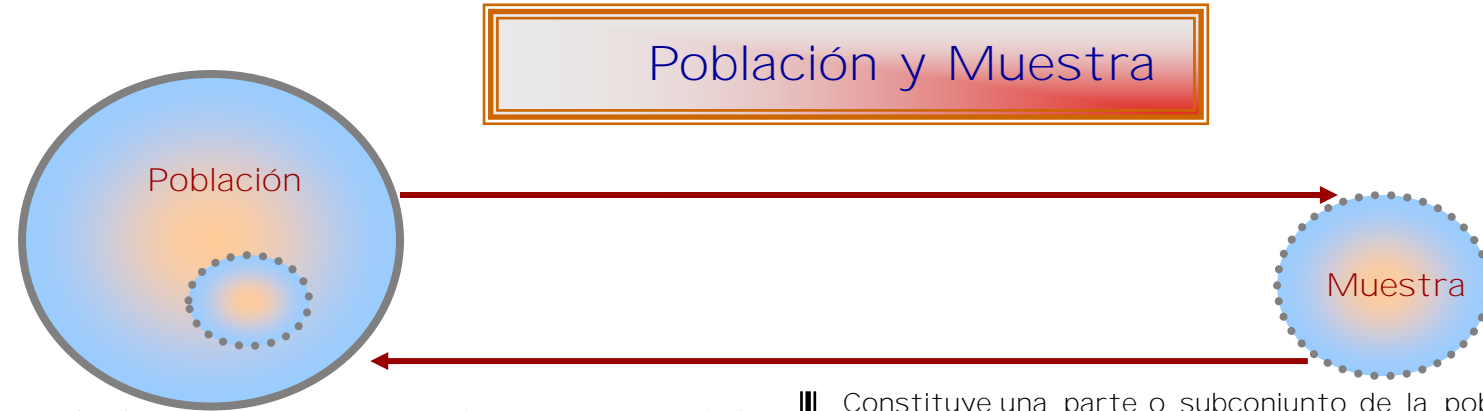 Población y Muestra
Población
Muestra
Constituye una parte o subconjunto de la